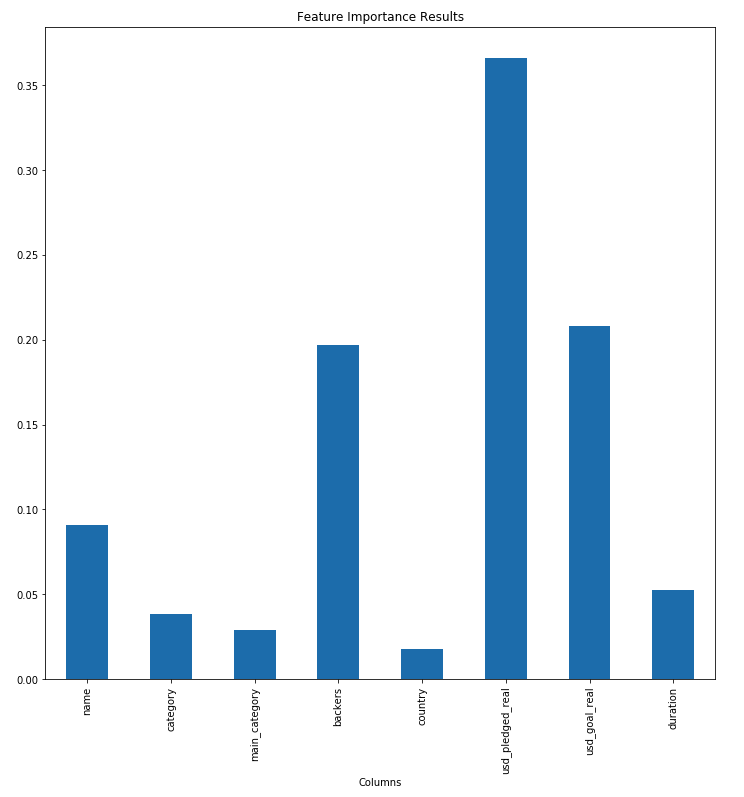 Feature Importance Results
0.35
0.30
0.25
0.20
0.15
0.10
0.05
0.00
name
category
main_category
backers
country
usd_pledged_real
usd_goal_real
duration
Columns